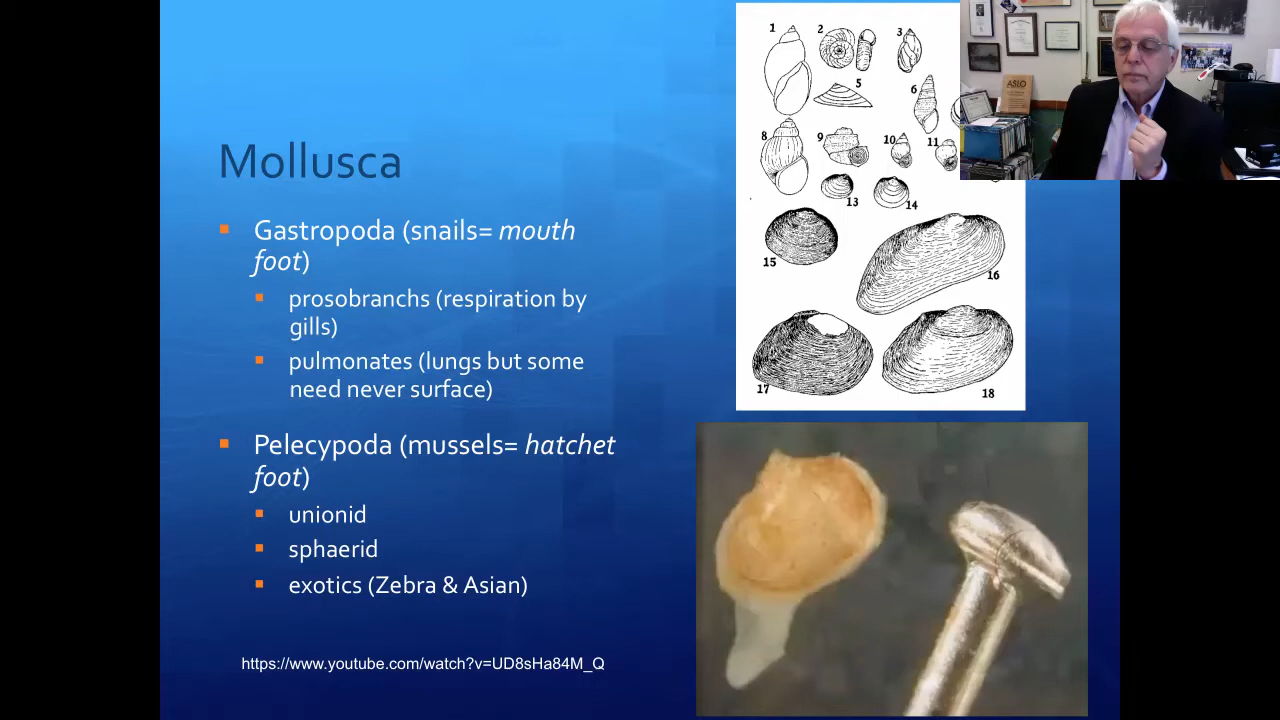 Mollusca
Gastropoda (snails= mouth
foot)
prosobranchs (respiration by
gills)
pulmonates (lungs but some
need never surface)
Pelecypoda (mussels= hatchet
foot)
unionid
sphaerid
exotics (Zebra & Asian)
https://www.youtube.com/watch?v=UD8sHa84M_Q
1 2 3
5
6
8 9 10 11
13 14
15 16
17 18
ASLO